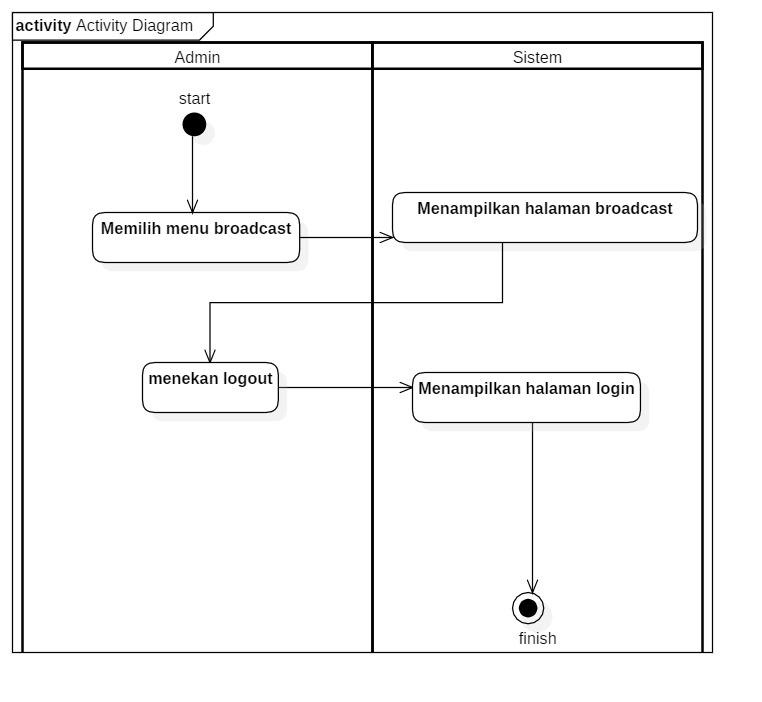 activity Activity Diagram
Admin
Sistem
start
Memilih menu broadcast
Menampilkan halaman broadcast
menekan logout
Menampilkan halaman login
finish